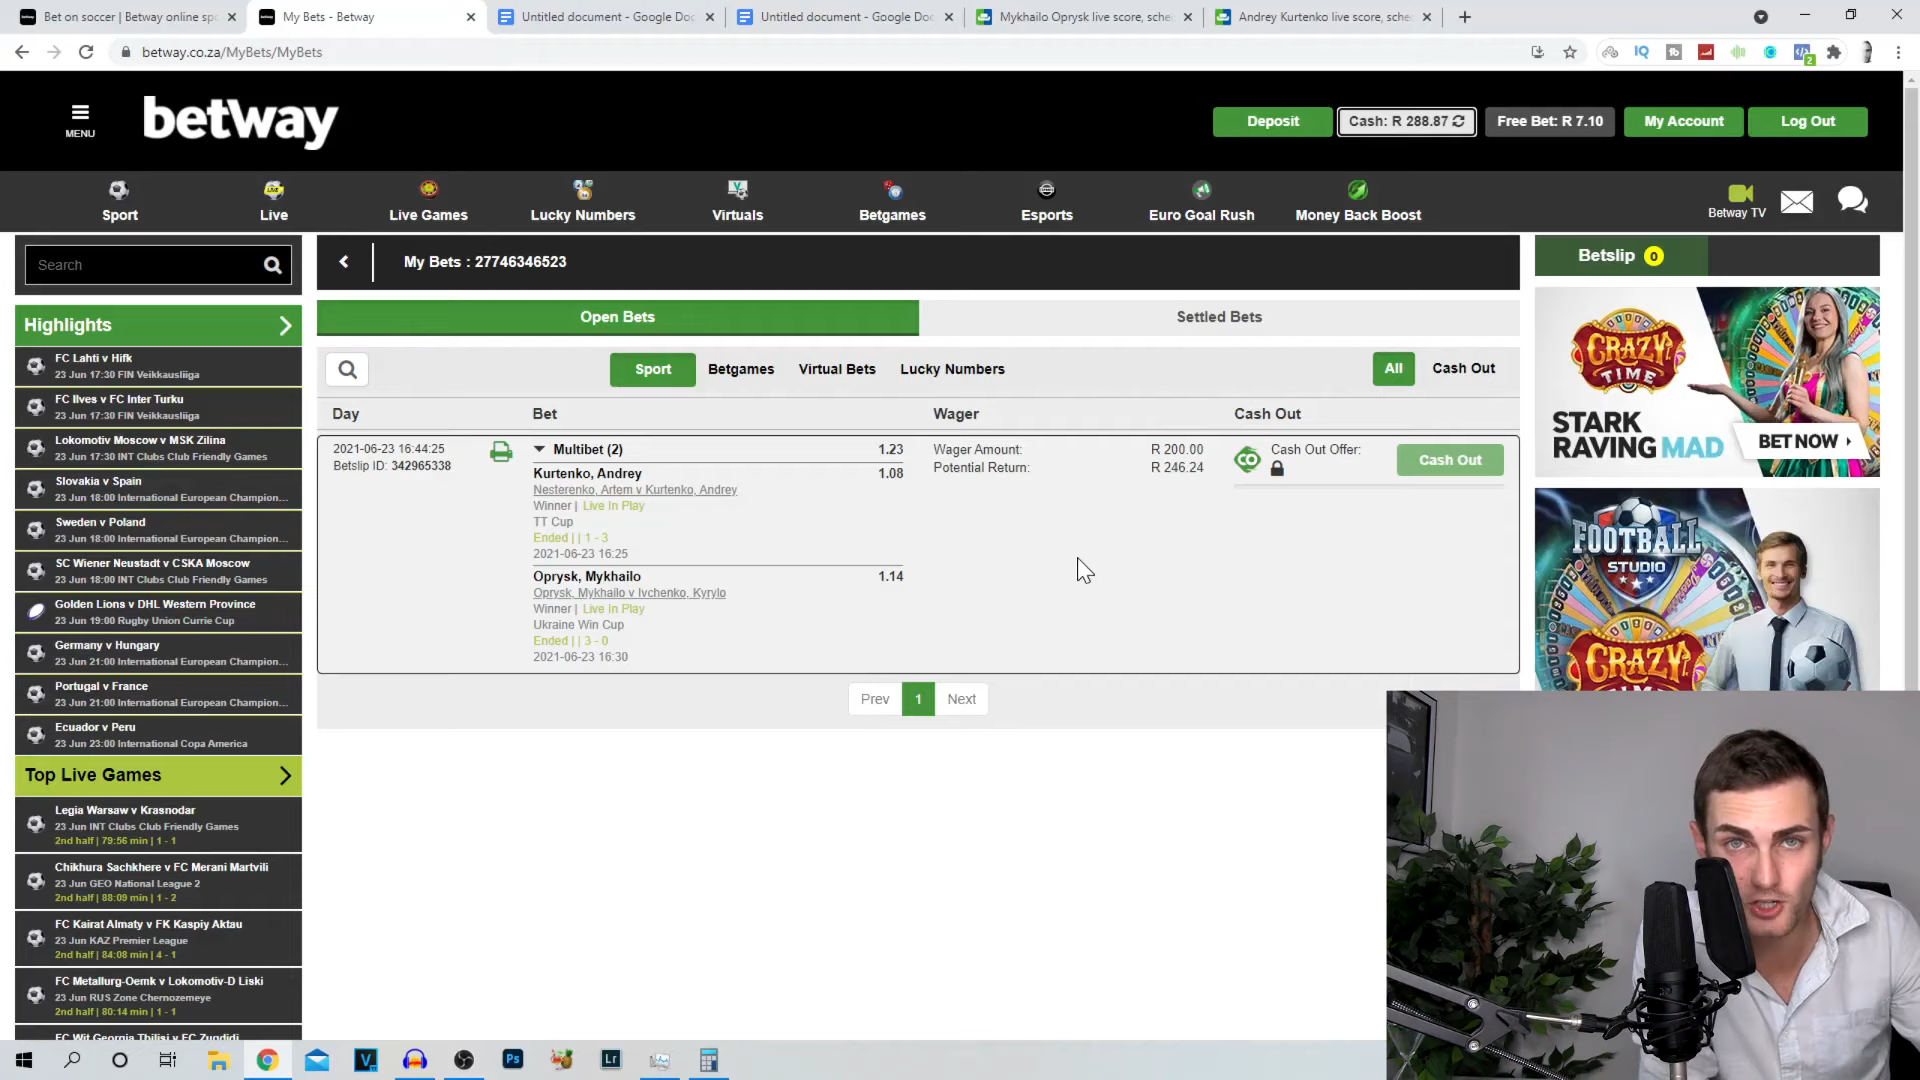 Bet on soccer | Betway online spo
My Bets - Betway
Untitled document - Google Doc
Untitled document - Google Doc
Mykhailo Oprysk live score, sche
Andrey Kurtenko live score, sche
betway.co.za/MyBets/MyBets
IQ
2
MENU
betway
Deposit
Cash: R 288.87
Free Bet: R 7.10
My Account
Log Out
Sport
Live
Live Games
Lucky Numbers
Virtuals
Betgames
Esports
Euro Goal Rush
Money Back Boost
Betway TV
Search
My Bets : 27746346523
Betslip 0
Highlights
FC Lahti v Hifk
23 Jun 17:30 FIN Veikkausliiga
FC Ilves v FC Inter Turku
23 Jun 17:30 FIN Veikkausliiga
Lokomotiv Moscow v MSK Zilina
23 Jun 17:30 INT Clubs Club Friendly Games
Slovakia v Spain
23 Jun 18:00 International European Champion...
Sweden v Poland
23 Jun 18:00 International European Champion...
SC Wiener Neustadt v CSKA Moscow
23 Jun 18:00 INT Clubs Club Friendly Games
Golden Lions v DHL Western Province
23 Jun 19:00 Rugby Union Currie Cup
Germany v Hungary
23 Jun 21:00 International European Champion...
Portugal v France
23 Jun 21:00 International European Champion...
Ecuador v Peru
23 Jun 23:00 International Copa America
Top Live Games
Legia Warsaw v Krasnodar
23 Jun INT Clubs Club Friendly Games
2nd half | 79:56 min | 1 - 1
Chikhura Sachkhere v FC Merani Martvili
23 Jun GEO National League 2
2nd half | 88:09 min | 1 - 2
FC Kairat Almaty v FK Kaspiy Aktau
23 Jun KAZ Premier League
2nd half | 84:08 min | 4 - 1
FC Metallurg-Oemk v Lokomotiv-D Liski
23 Jun RUS Zone Chernozemeye
2nd half | 80:14 min | 1 - 1
FC Wit Georgia Tbilisi v FC Zugdidi
Open Bets
Settled Bets
Sport
Betgames
Virtual Bets
Lucky Numbers
All
Cash Out
Day
Bet
Wager
Cash Out
2021-06-23 16:44:25
Betslip ID: 342965338
Multibet (2)
1.23
Kurtenko, Andrey
1.08
Nesterenko, Artem v Kurtenko, Andrey
Winner | Live In Play
TT Cup
Ended | | 1 - 3
2021-06-23 16:25
Oprysk, Mykhailo
1.14
Oprysk, Mykhailo v Ivchenko, Kyrylo
Winner | Live In Play
Ukraine Win Cup
Ended | | 3 - 0
2021-06-23 16:30
Wager Amount:
R 200.00
Potential Return:
R 246.24
Cash Out Offer:
Cash Out
Prev
1
Next
CRAZY
TIME
STARK
RAVING MAD
BET NOW
FOOTBALL
STUDIO
CRAZY
Ps
Lr